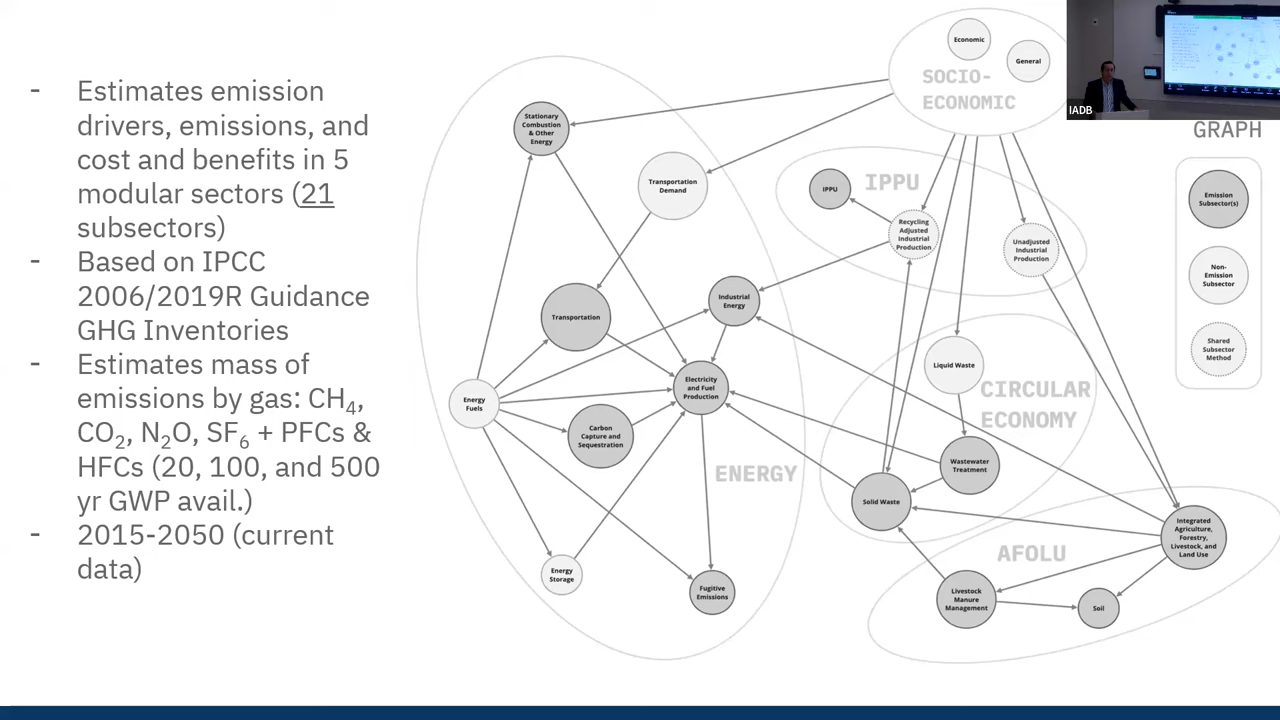 - Estimates emission
drivers, emissions, and
cost and benefits in 5
modular sectors (21
subsectors)
- Based on IPCC
2006/2019R Guidance
GHG Inventories
- Estimates mass of
emissions by gas: CH4,
CO2, N2O, SF6 + PFCs &
HFCs (20, 100, and 500
yr GWP avail.)
- 2015-2050 (current
data)
Economic
General
SOCIO-
ECONOMIC
IADB
GRAPH
Emission
Subsector(s)
Non-
Emission
Subsector
Shared
Subsector
Method
Stationary
Combustion
& Other
Energy
Transportation
Demand
Transportation
Industrial
Energy
Energy
Fuels
Electricity
and Fuel
Production
Carbon
Capture and
Sequestration
ENERGY
Energy
Storage
Fugitive
Emissions
IPPU
IPPU
Recycling
Adjusted
Industrial
Production
Unadjusted
Industrial
Production
Liquid Waste
CIRCULAR
ECONOMY
Wastewater
Treatment
Solid Waste
AFOLU
Integrated
Agriculture,
Forestry,
Livestock, and
Land Use
Livestock
Manure
Management
Soil